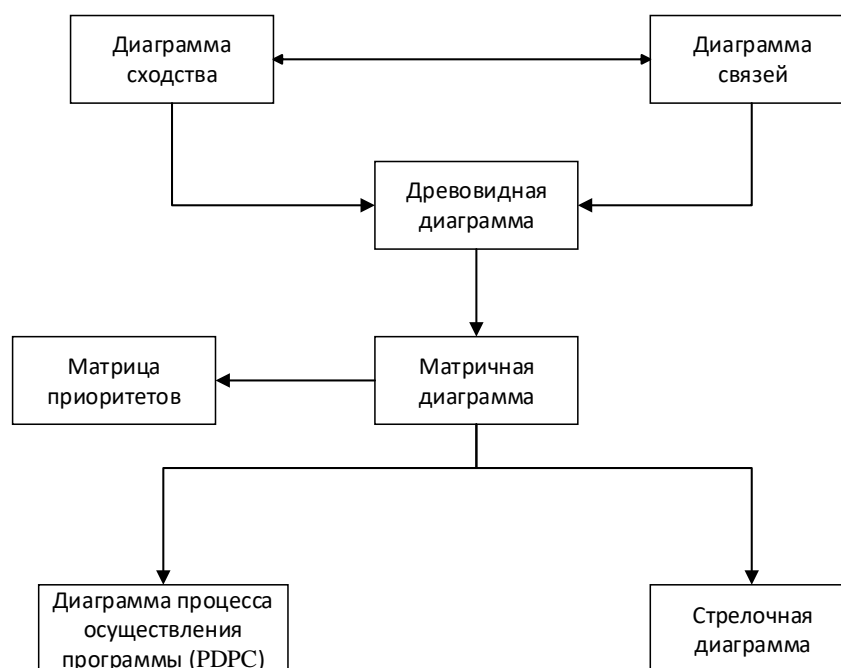 Диаграмма
сходства
Диаграмма
связей
Древовидная
диаграмма
Матрица
приоритетов
Матричная
диаграмма
Диаграмма процесса
осуществления
программы (PDPC)
Стрелочная
диаграмма